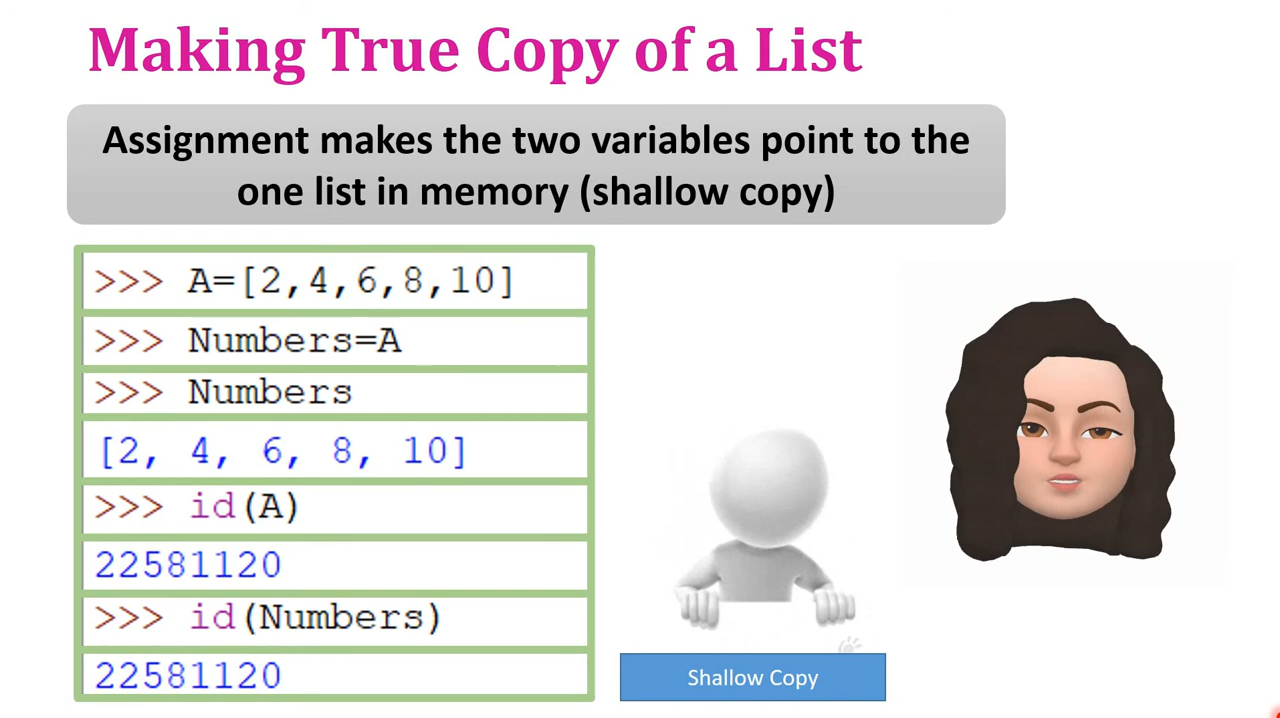 Making True Copy of a List
Assignment makes the two variables point to the
one list in memory (shallow copy)
>>> A=[2,4,6,8,10]
>>> Numbers=A
>>> Numbers
[2, 4, 6, 8, 10]
>>> id(A)
22581120
>>> id(Numbers)
22581120
Shallow Copy